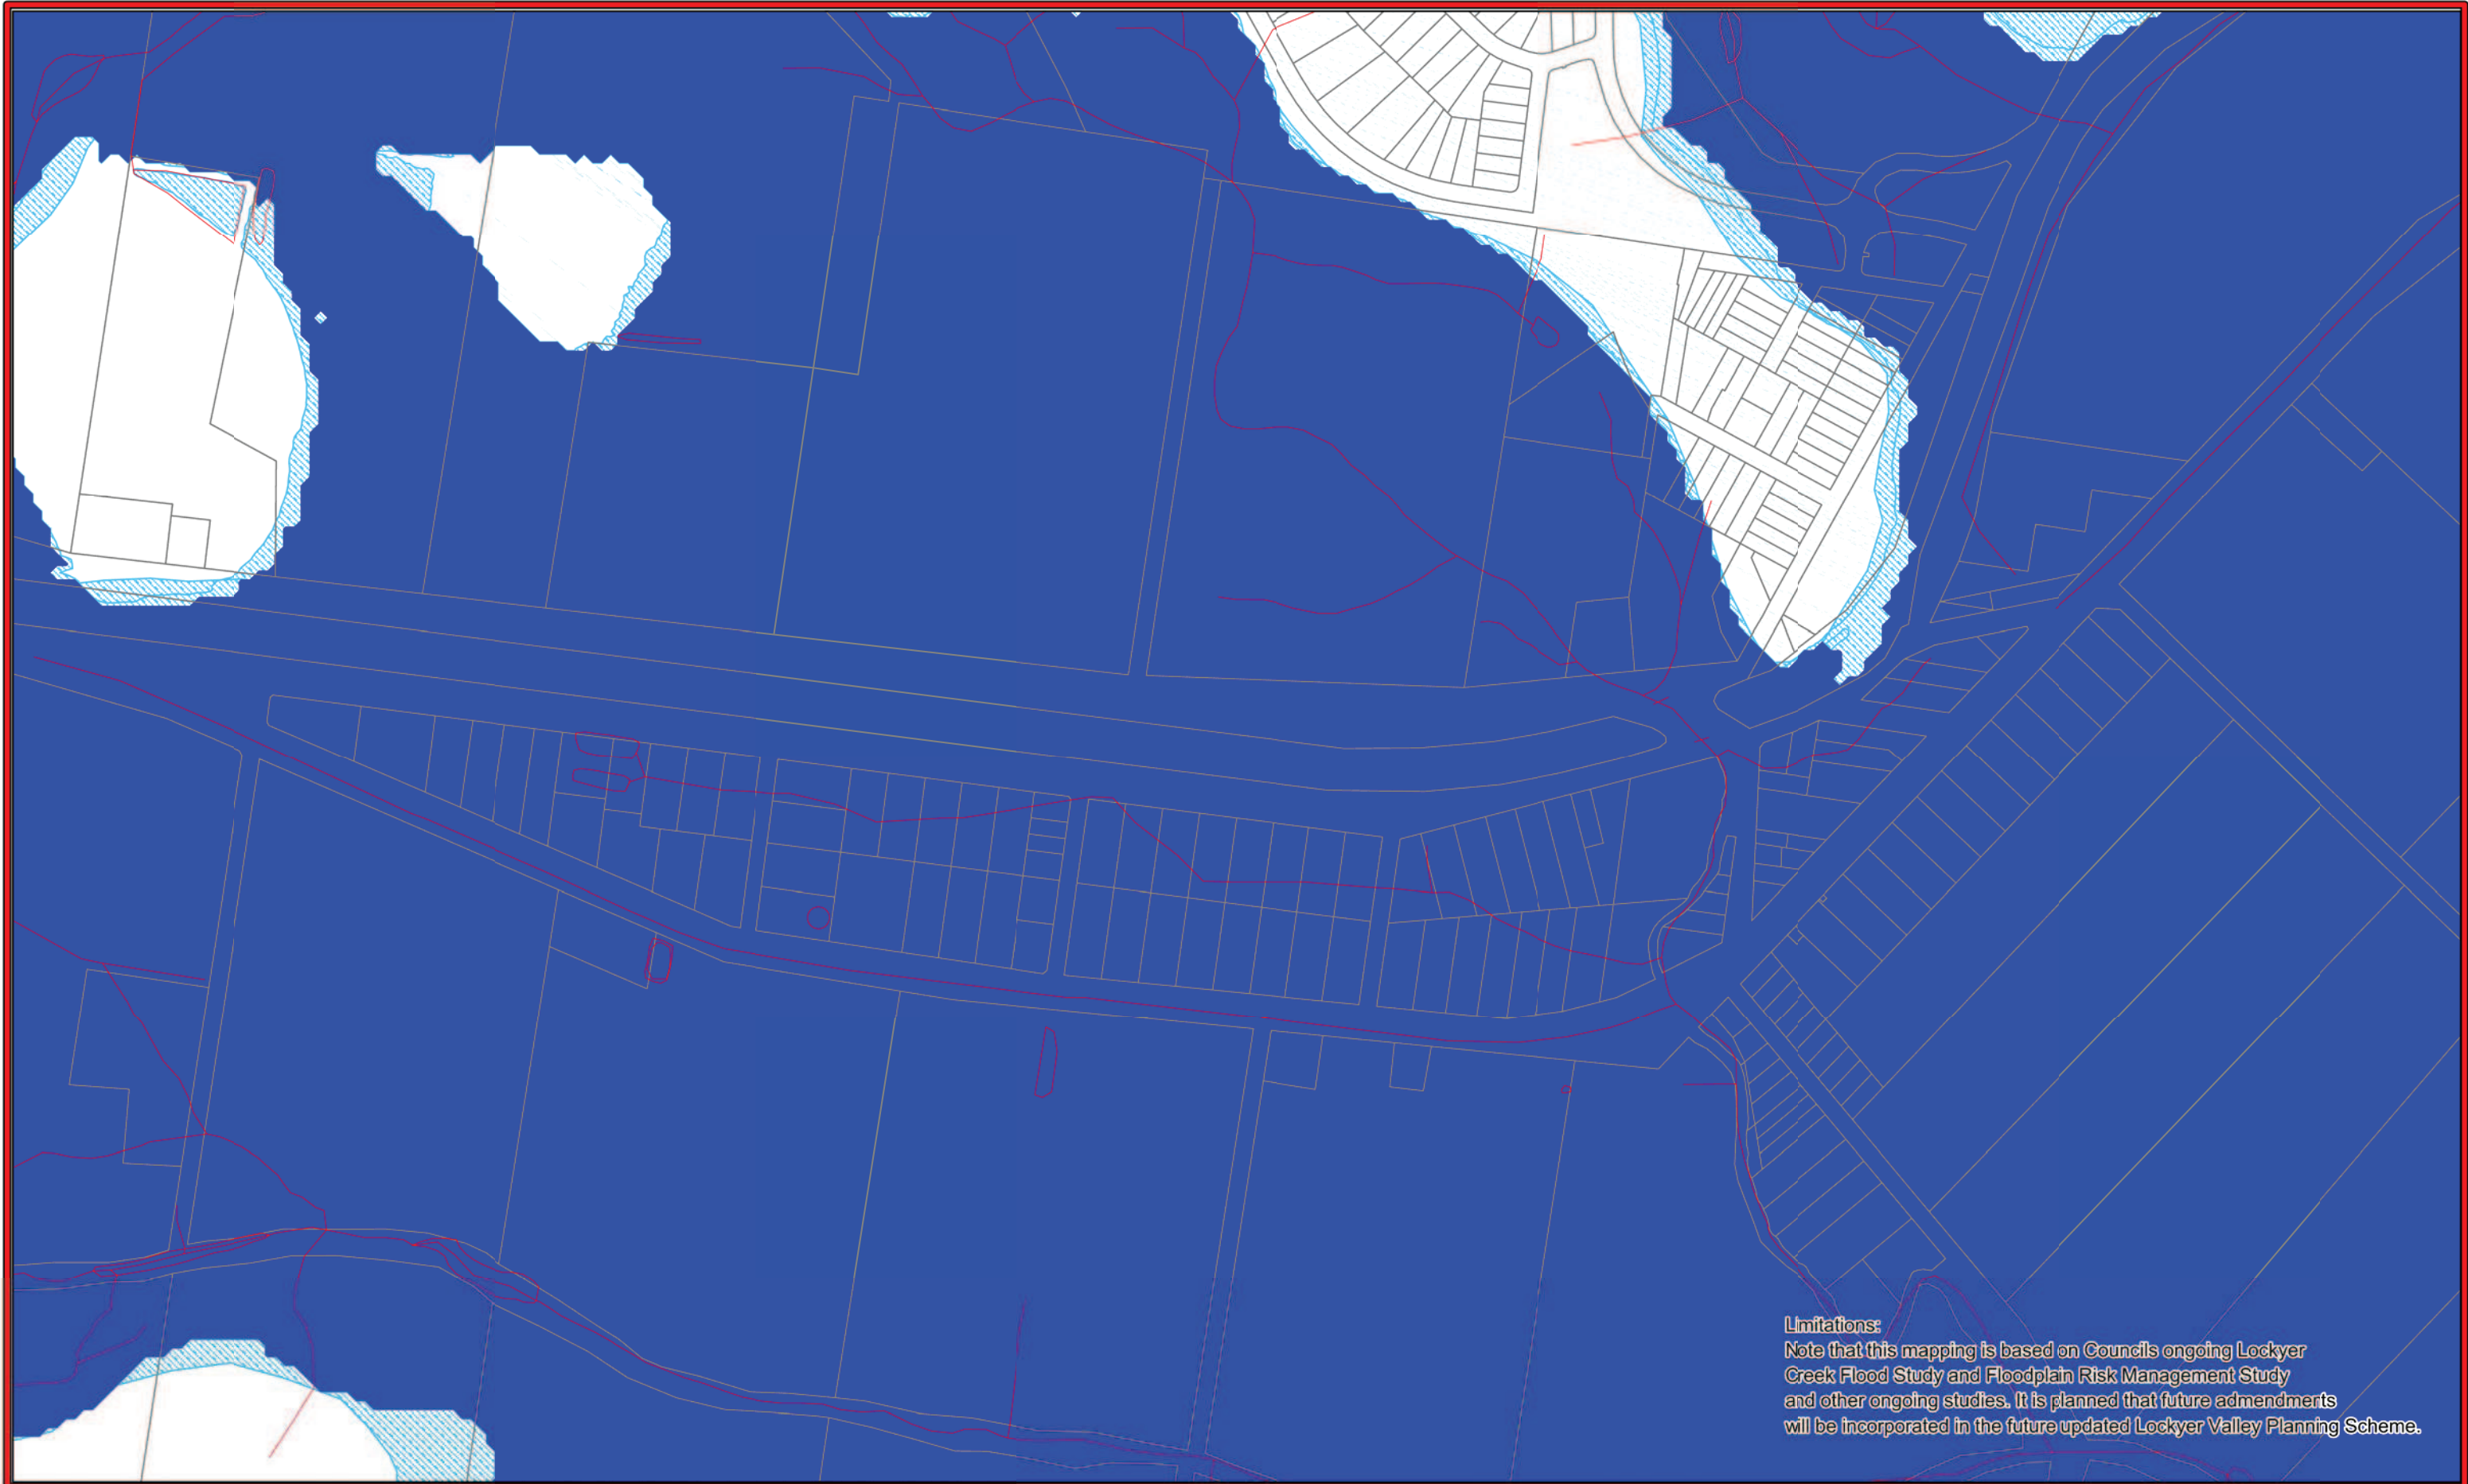 Limitations:
Note that this mapping is based on Councils ongoing Lockyer
Creek Flood Study and Floodplain Risk Management Study
and other ongoing studies. It is planned that future admendments
will be incorporated in the future updated Lockyer Valley Planning Scheme.